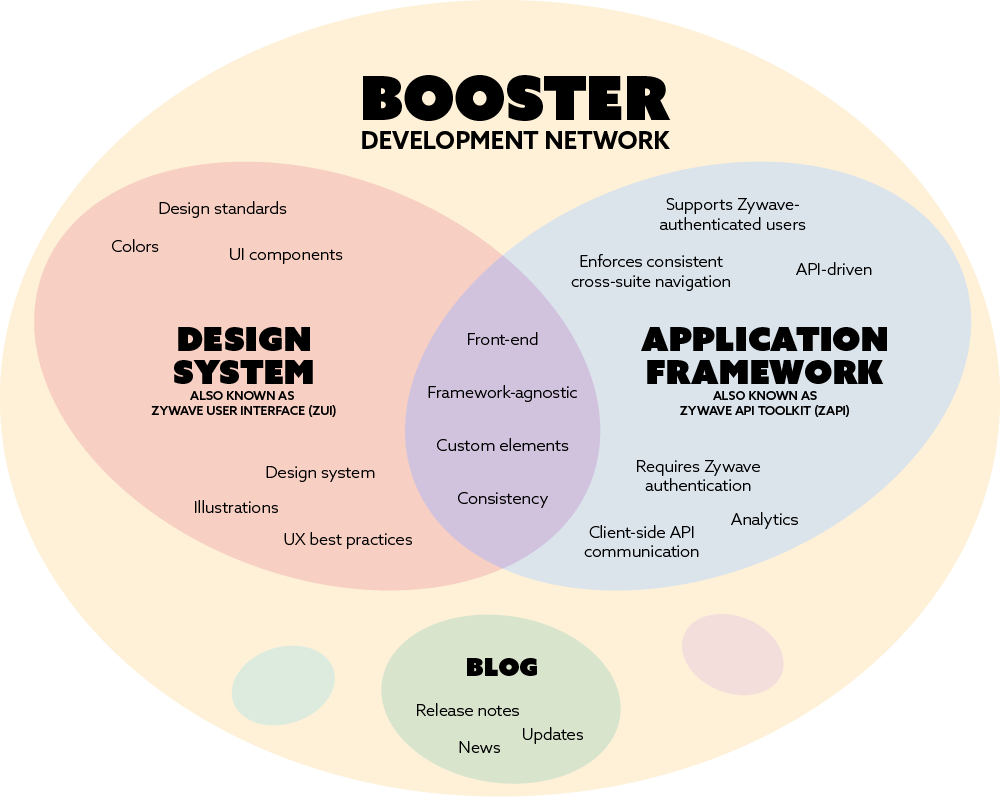 BOOSTER
DEVELOPMENT NETWORK
Design standards
Colors
UI components
DESIGN
SYSTEM
ALSO KNOWN AS
ZYWAVE USER INTERFACE (ZUI)
Design system
Illustrations
UX best practices
Front-end
Framework-agnostic
Custom elements
Consistency
Supports Zywave-
authenticated users
Enforces consistent
cross-suite navigation
API-driven
APPLICATION
FRAMEWORK
ALSO KNOWN AS
ZYWAVE API TOOLKIT (ZAPI)
Requires Zywave
authentication
Analytics
Client-side API
communication
BLOG
Release notes
Updates
News